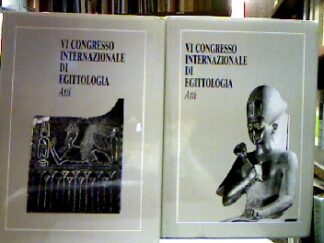 VI CONGRESSO
INTERNAZIONALE
DI
EGITTOLOGIA
Atti
VI CONGRESSO
INTERNAZIONALE
DI
EGITTOLOGIA
Atti